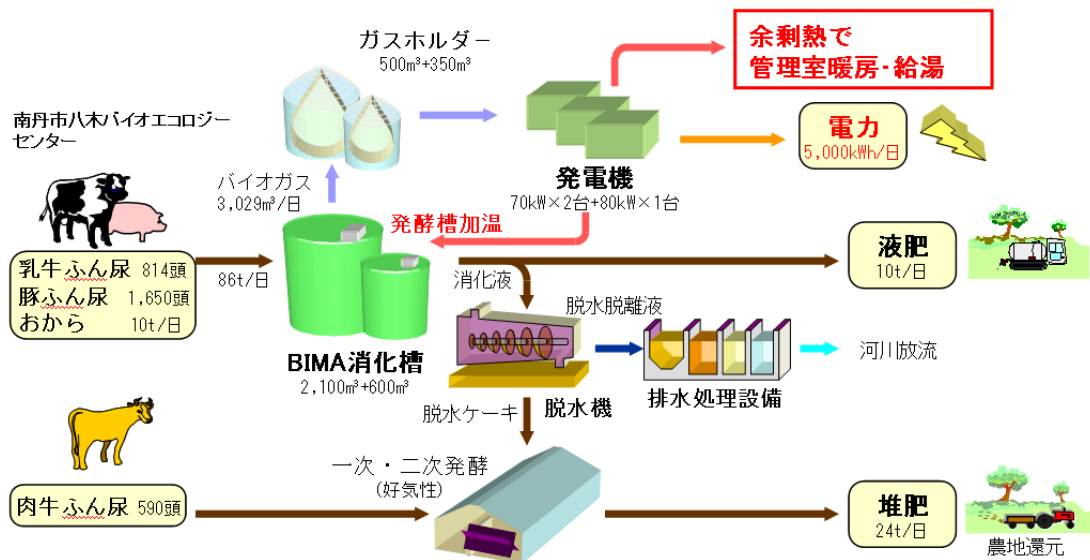 ガスホルダー
500m³+350m³
余剰熱で
管理室暖房・給湯
南丹市八木バイオエコロジー
センター
電力
5,000kWh/日
発電機
70kW×2台+80kW×1台
バイオガス
3,029m³/日
発酵槽加温
乳牛ふん尿 814頭
豚ふん尿 1,650頭
おから 10t/日
86t/日
液肥
10t/日
消化液
脱水脱離液
BIMA消化槽
2,100m³+600m³
河川放流
脱水ケーキ
脱水機
排水処理設備
一次・二次発酵
(好気性)
肉牛ふん尿 590頭
堆肥
24t/日
農地還元